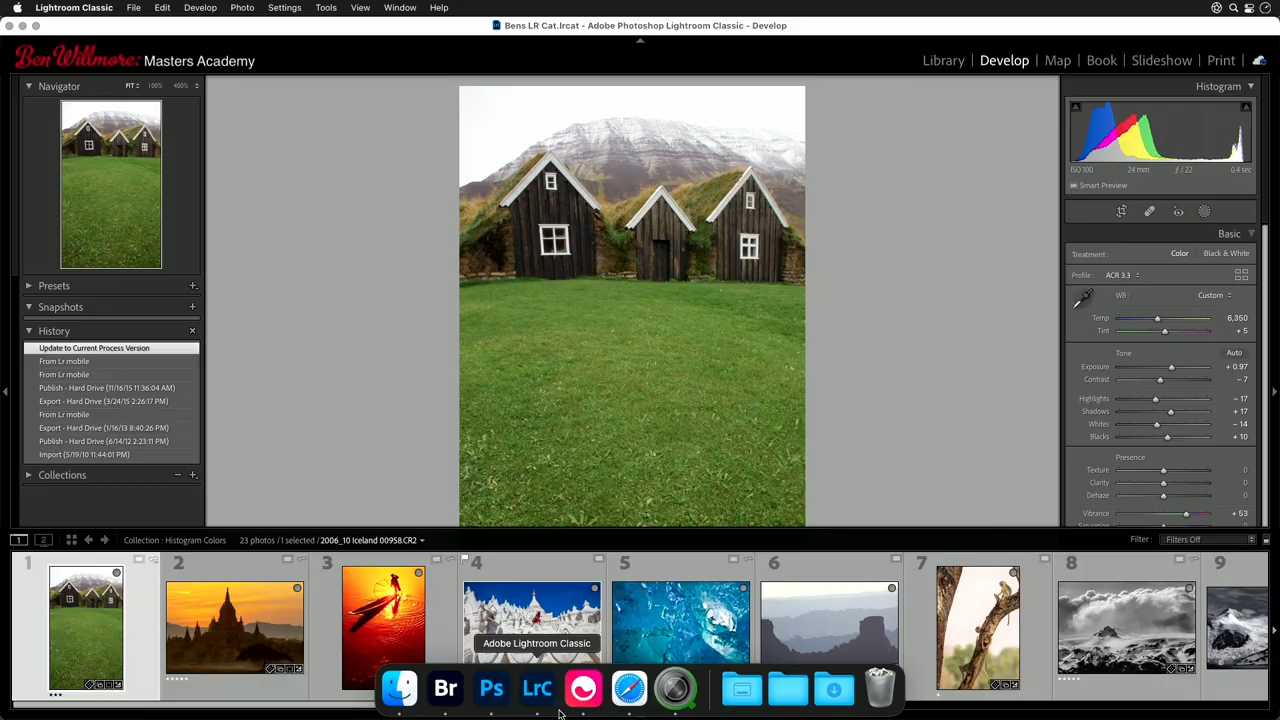 Lightroom Classic File Edit Develop Photo Settings Tools View Window Help
Bens LR Cat.lrcat - Adobe Photoshop Lightroom Classic - Develop
Ben Willmore: Masters Academy
Library | Develop | Map | Book | Slideshow | Print
Navigator FIT 100% 400%
Presets
Snapshots
History
Update to Current Process Version
From Lr mobile
From Lr mobile
Publish - Hard Drive (11/16/15 11:36:04 AM)
Export - Hard Drive (3/24/15 2:26:17 PM)
From Lr mobile
Export - Hard Drive (1/16/13 8:40:26 PM)
Publish - Hard Drive (6/14/12 2:23:11 PM)
Import (5/19/10 11:44:01 PM)
Collections
Histogram
ISO 100 24 mm ƒ / 22 0.4 sec
Smart Preview
Basic
Treatment: Color Black & White
Profile: ACR 3.3
WB: Custom
Temp 6,350
Tint + 5
Tone Auto
Exposure + 0.97
Contrast - 7
Highlights - 17
Shadows + 17
Whites - 14
Blacks + 10
Presence
Texture 0
Clarity 0
Dehaze 0
Vibrance + 53
1 2 Collection : Histogram Colors 23 photos / 1 selected / 2006_10 Iceland 00958.CR2 Filter : Filters Off
1 2 3 4 5 6 7 8 9
Adobe Lightroom Classic
Br Ps LrC